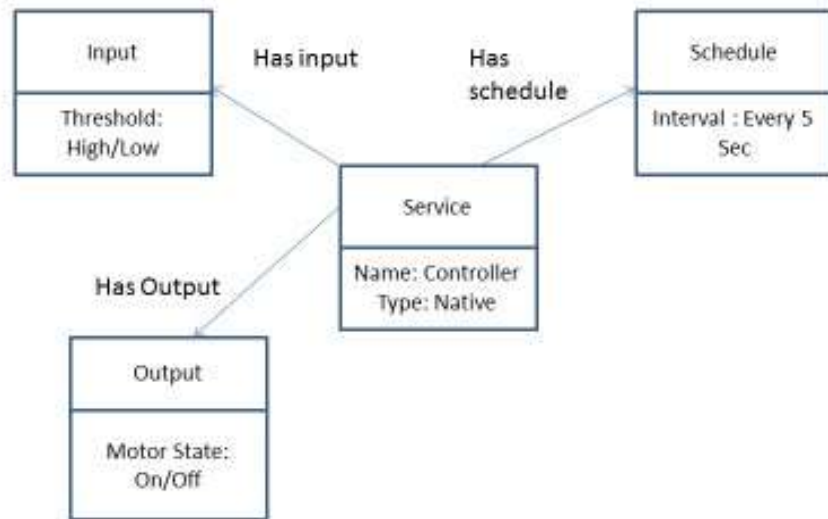 Input
Threshold:
High/Low
Has input
Has
schedule
Schedule
Interval : Every 5
Sec
Service
Name: Controller
Type: Native
Has Output
Output
Motor State:
On/Off